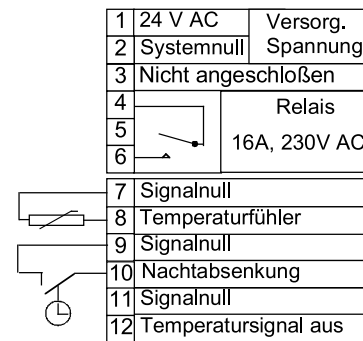 1 24 V AC Versorg.
2 Systemnull Spannung
3 Nicht angeschloßen
4 Relais
5 16A, 230V AC
6
7 Signalnull
8 Temperaturfühler
9 Signalnull
10 Nachtabsenkung
11 Signalnull
12 Temperatursignal aus